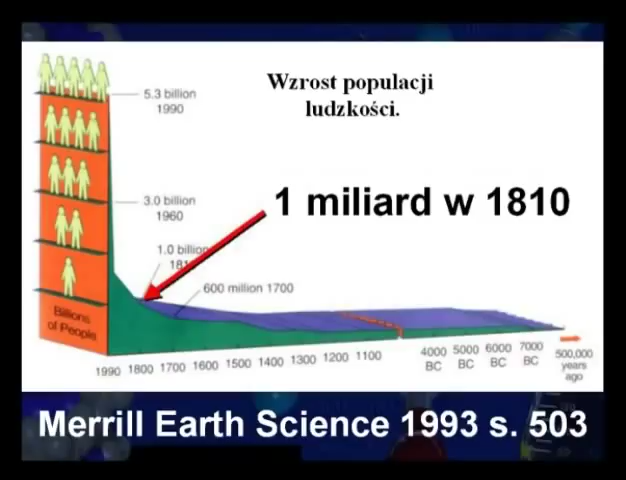 Wzrost populacji
ludzkości.
5.3 billion
1990
1 miliard w 1810
3.0 billion
1960
1.0 billion
600 million 1700
Billions
of People
1990 1800 1700 1600 1500 1400 1300 1200 1100
4000
BC
5000
BC
6000
BC
7000
BC
500,000
years
ago
Merrill Earth Science 1993 s. 503